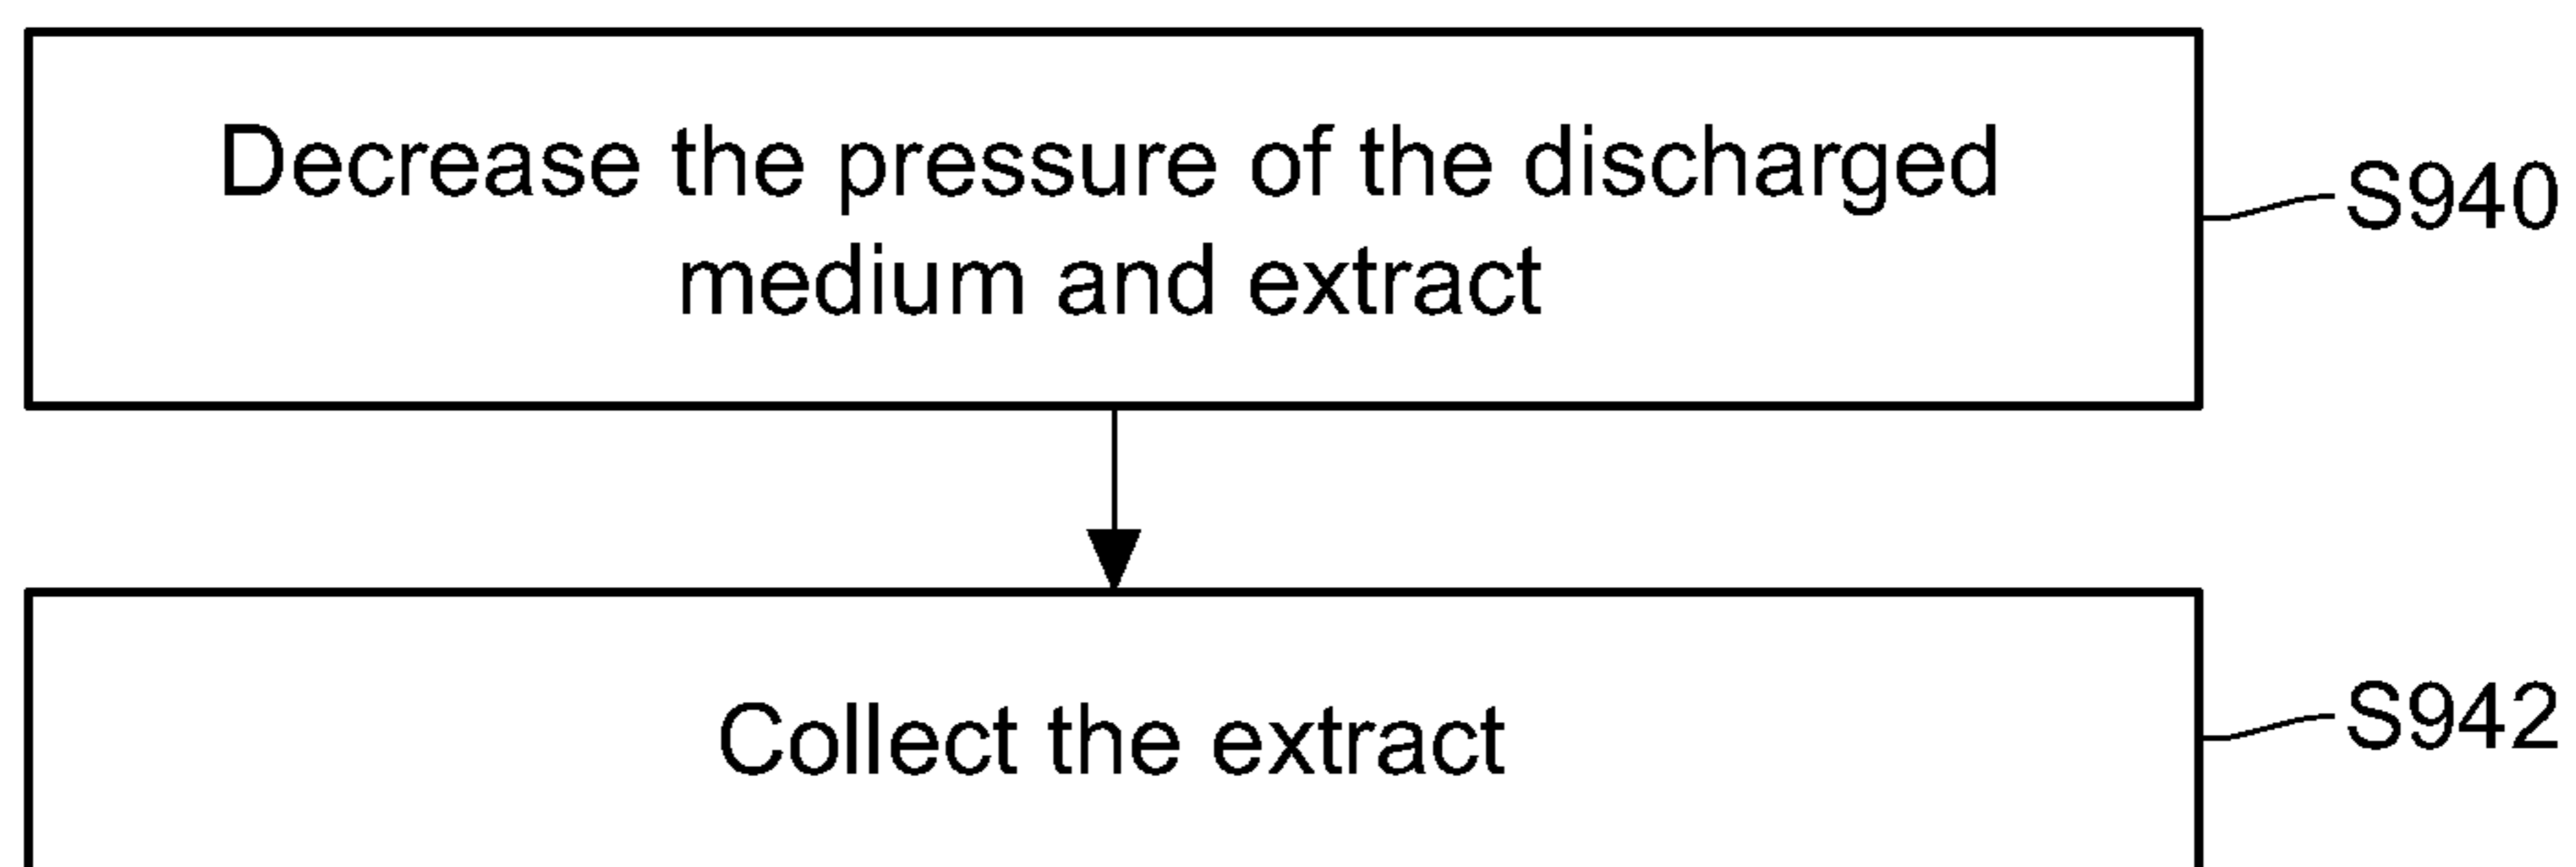 Decrease the pressure of the discharged
medium and extract
S940
Collect the extract
S942